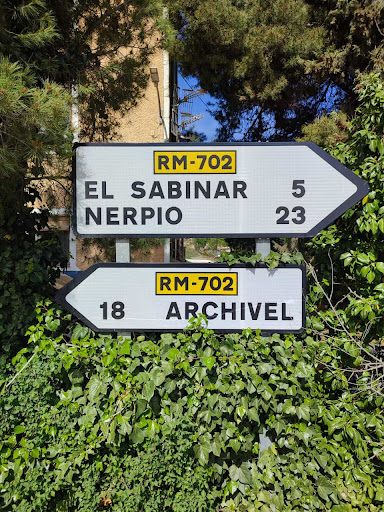 RM-702
EL SABINAR 5
NERPIO 23
RM-702
18 ARCHIVEL